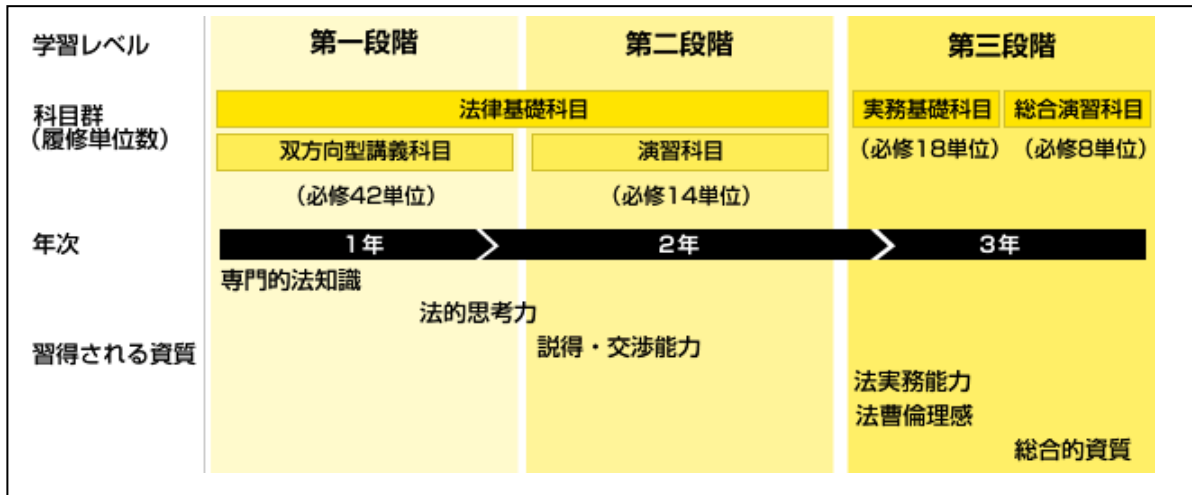 学習レベル 第一段階 第二段階 第三段階
科目群
(履修単位数)
法律基礎科目 実務基礎科目 総合演習科目
双方向型講義科目 演習科目 (必修18単位) (必修8単位)
(必修42単位) (必修14単位)
年次 1年 2年 3年
専門的法知識
法的思考力
習得される資質 説得・交渉能力
法実務能力
法曹倫理感
総合的資質